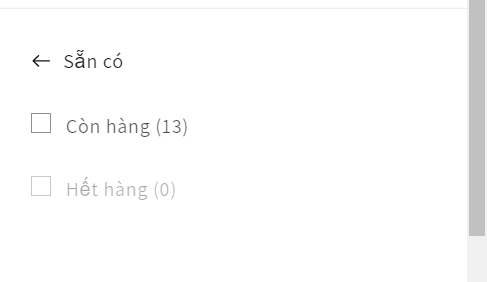 Sẵn có
Còn hàng (13)
Hết hàng (0)